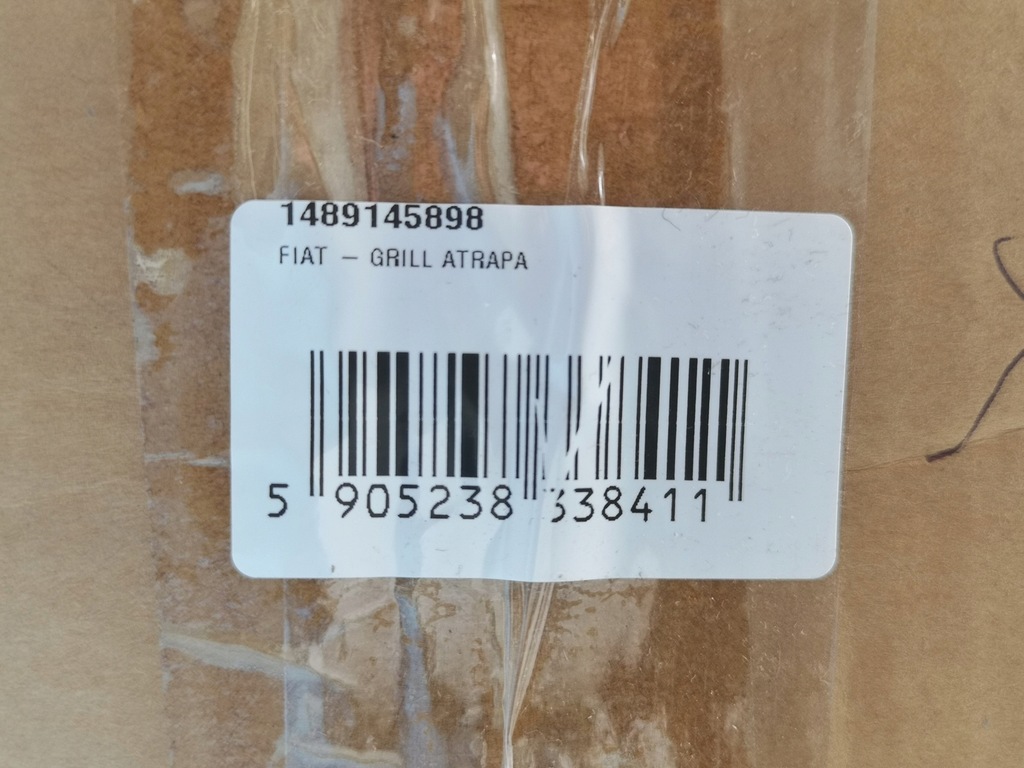 1489145898
FIAT – GRILL ATRAPA
5 905238 338411